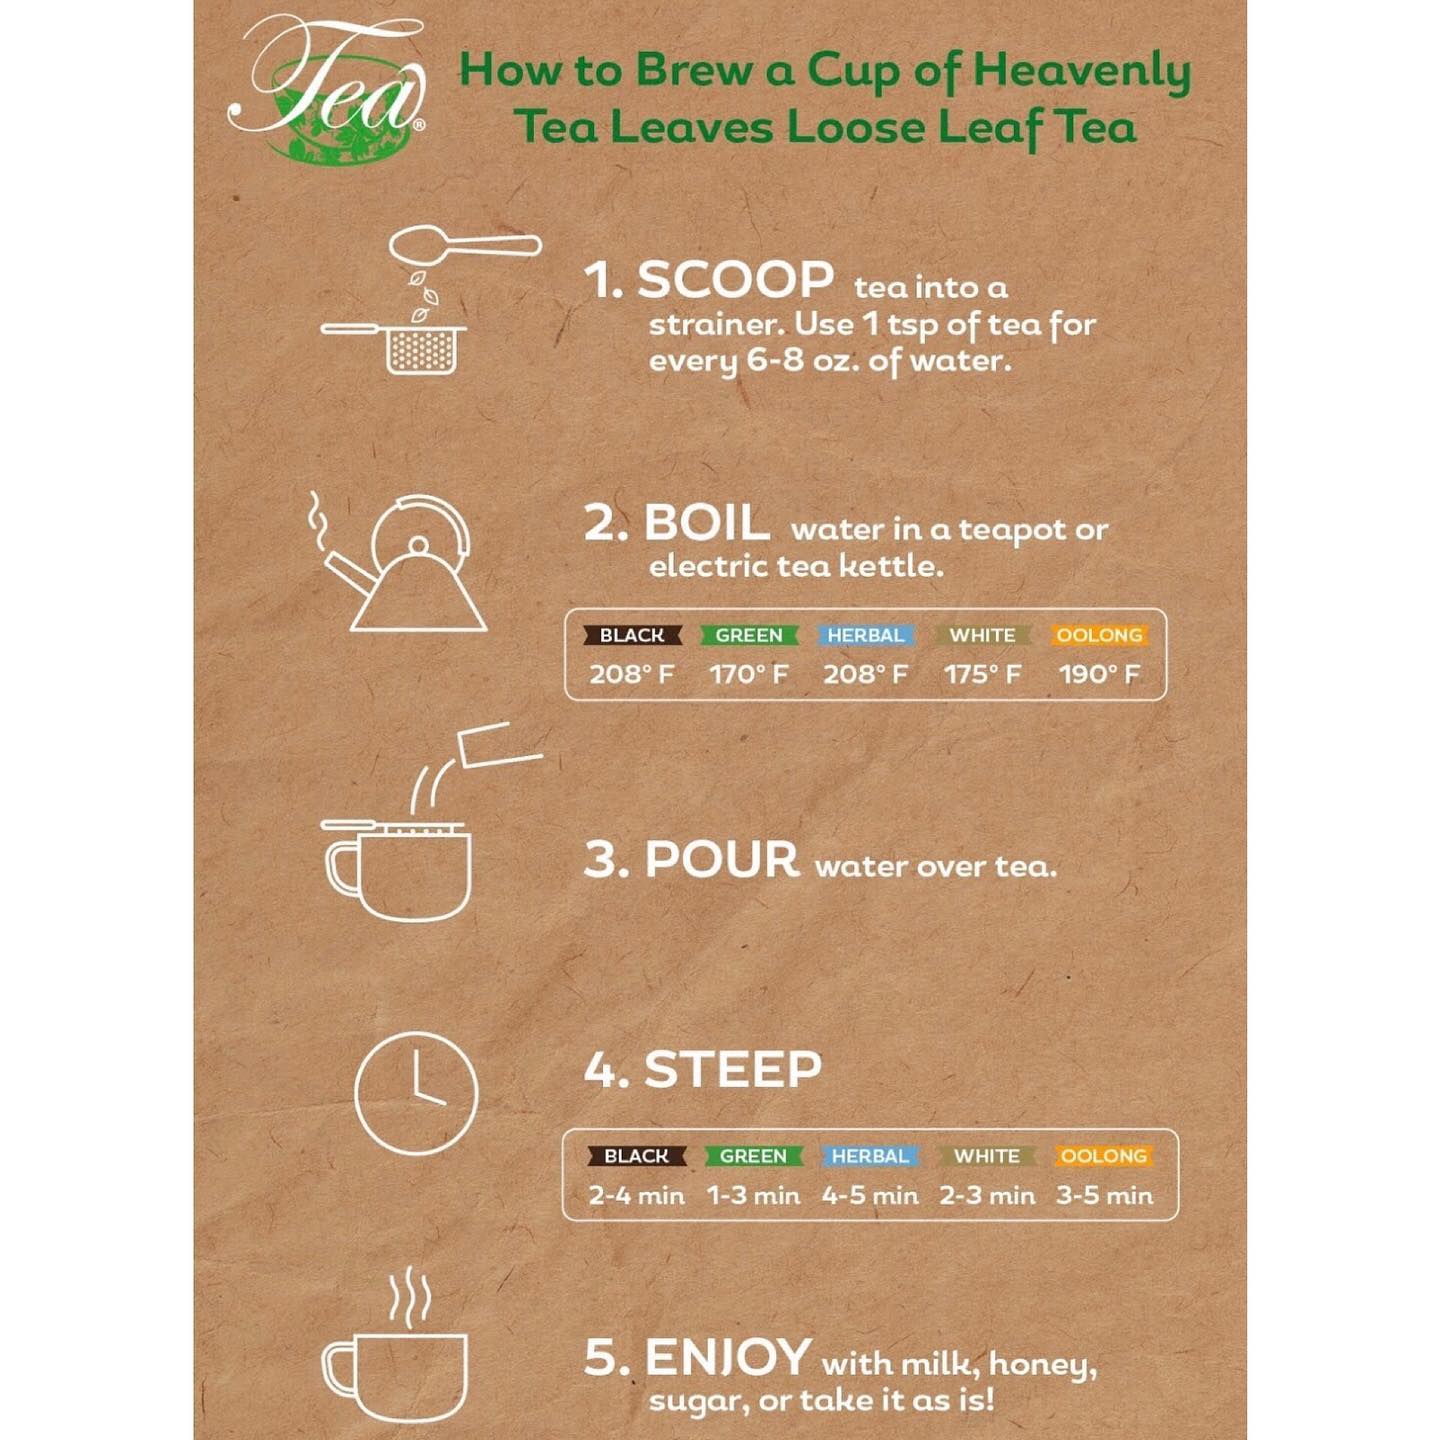 Tea®
How to Brew a Cup of Heavenly
Tea Leaves Loose Leaf Tea
1. SCOOP tea into a
strainer. Use 1 tsp of tea for
every 6-8 oz. of water.
2. BOIL water in a teapot or
electric tea kettle.
BLACK GREEN HERBAL WHITE OOLONG
208° F 170° F 208° F 175° F 190° F
3. POUR water over tea.
4. STEEP
BLACK GREEN HERBAL WHITE OOLONG
2-4 min 1-3 min 4-5 min 2-3 min 3-5 min
5. ENJOY with milk, honey,
sugar, or take it as is!